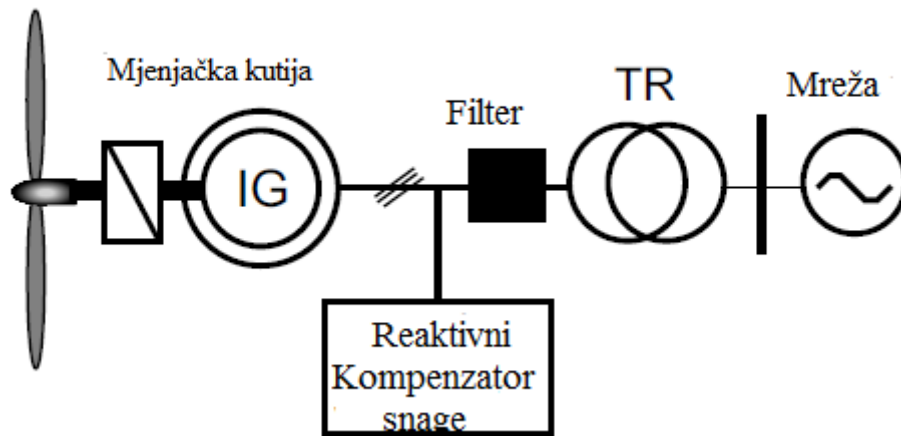 Mjenjačka kutija
IG
Filter
TR
Mreža
Reaktivni
Kompenzator
snage